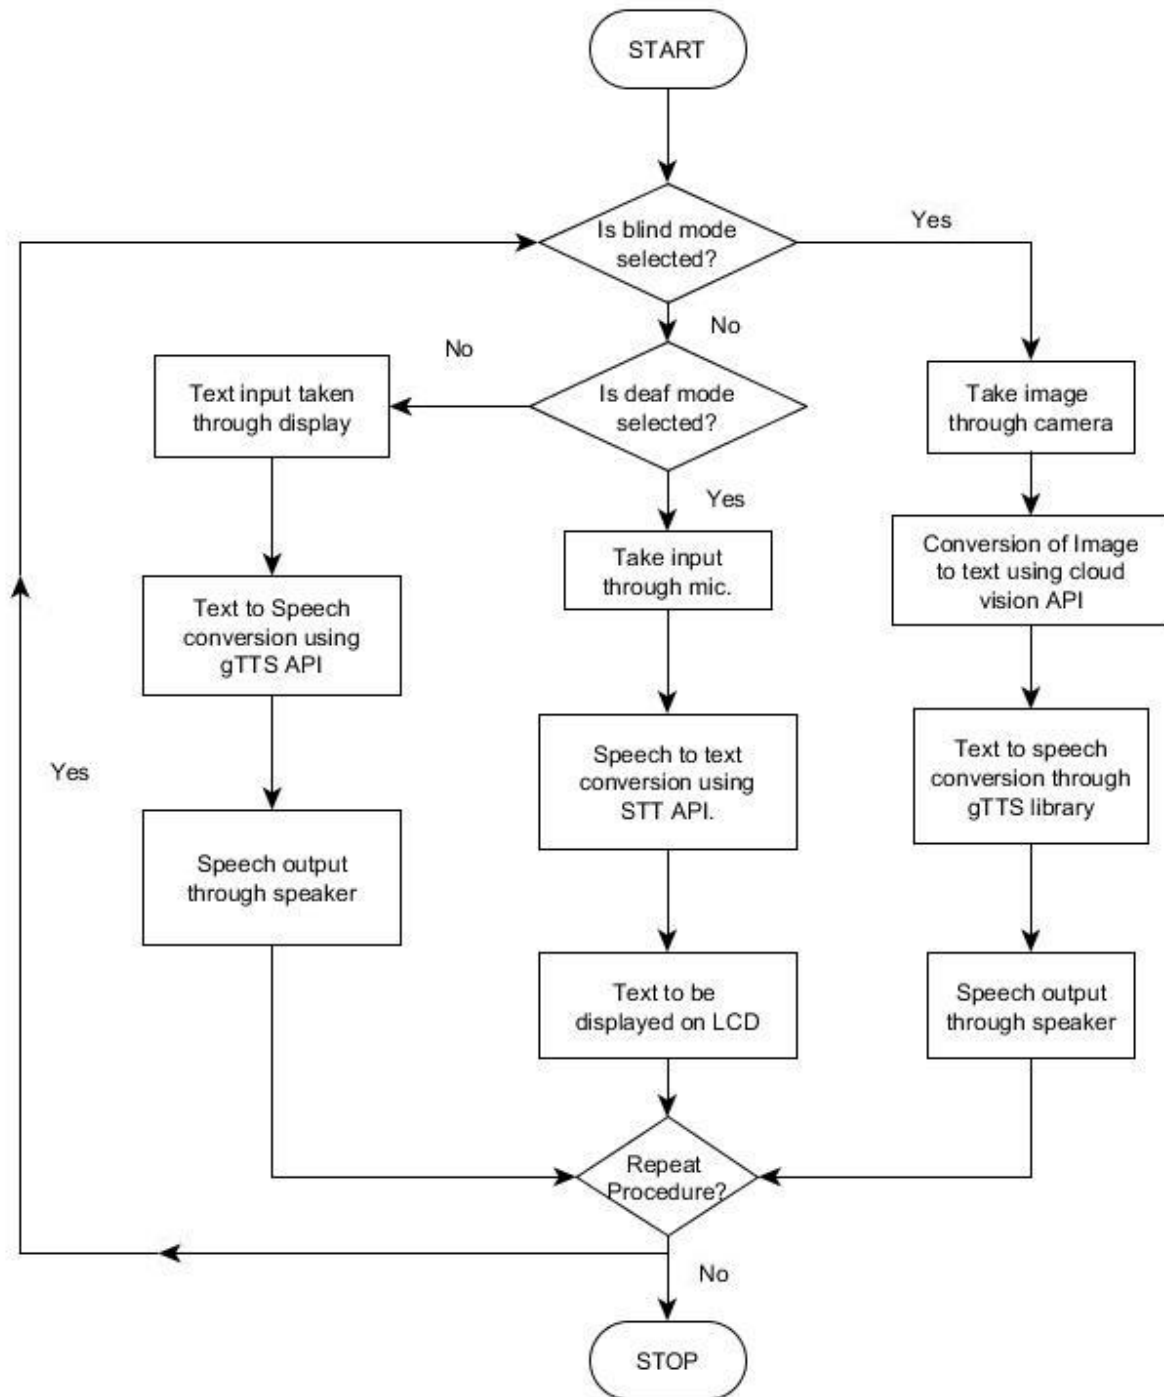 START
Is blind mode
selected?
Yes
No
No
Is deaf mode
selected?
Yes
Text input taken
through display
Text to Speech
conversion using
gTTS API
Speech output
through speaker
Take input
through mic.
Speech to text
conversion using
STT API.
Text to be
displayed on LCD
Take image
through camera
Conversion of Image
to text using cloud
vision API
Text to speech
conversion through
gTTS library
Speech output
through speaker
Repeat
Procedure?
Yes
No
STOP